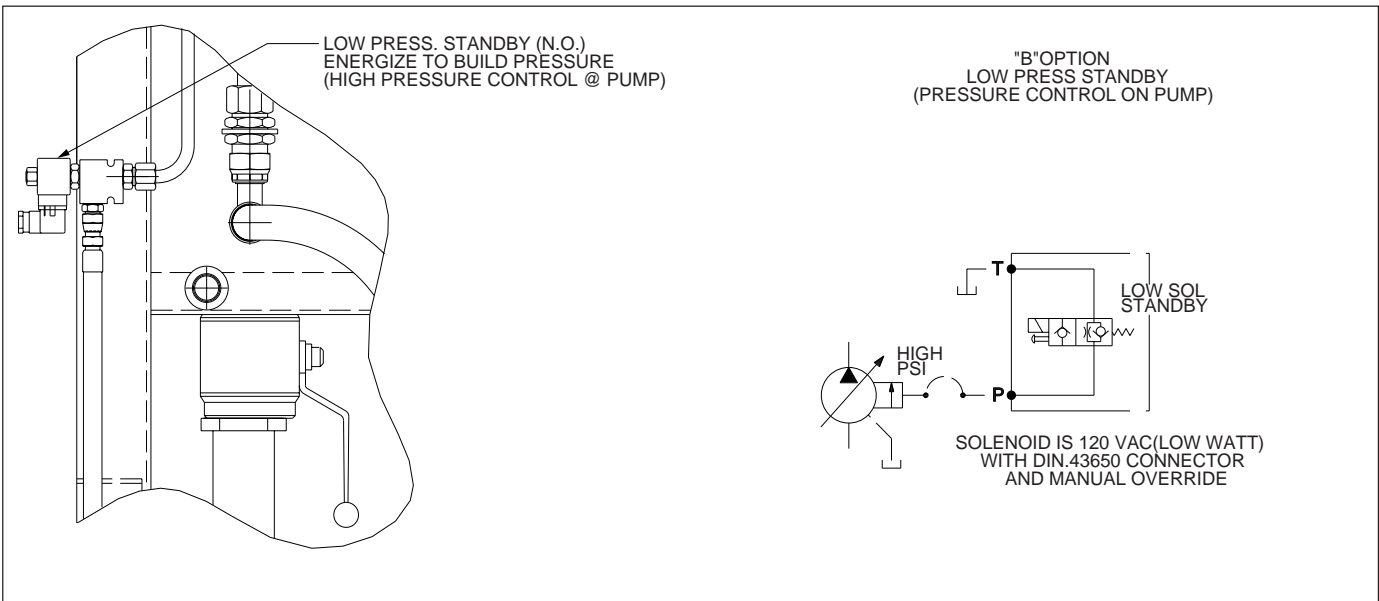 LOW PRESS. STANDBY (N.O.)
ENERGIZE TO BUILD PRESSURE
(HIGH PRESSURE CONTROL @ PUMP)
"B"OPTION
LOW PRESS STANDBY
(PRESSURE CONTROL ON PUMP)
T
LOW SOL
STANDBY
HIGH
PSI
P
SOLENOID IS 120 VAC(LOW WATT)
WITH DIN.43650 CONNECTOR
AND MANUAL OVERRIDE